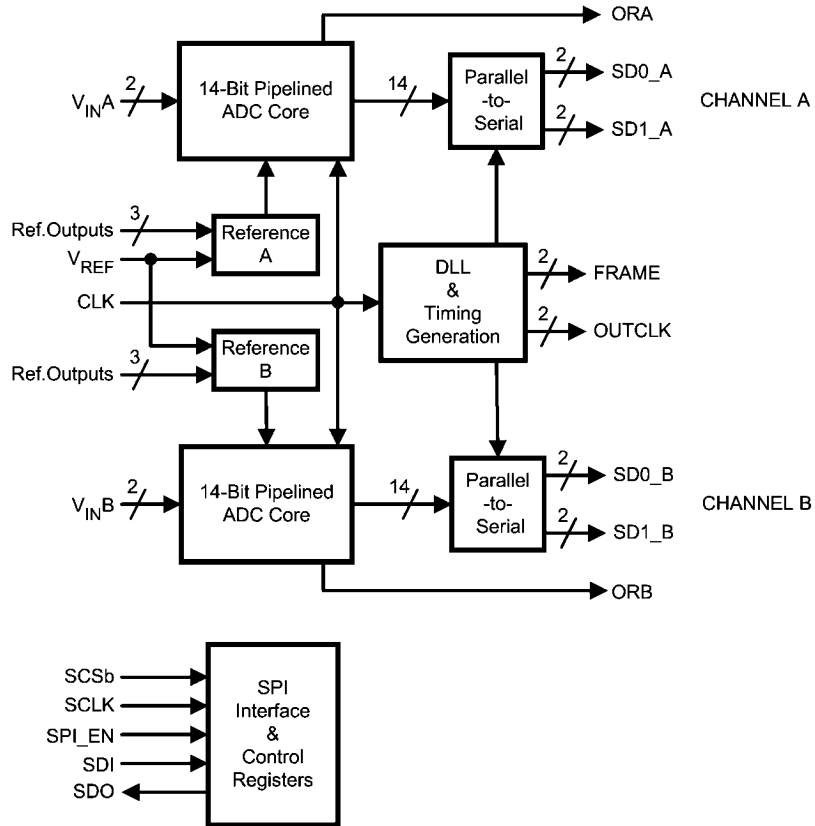 ORA
2
V_IN A
14-Bit Pipelined
ADC Core
14
Parallel
-to-
Serial
2
SD0_A
2
SD1_A
CHANNEL A
Ref.Outputs
3
Reference
A
V_REF
CLK
DLL
&
Timing
Generation
2
FRAME
2
OUTCLK
Reference
B
Ref.Outputs
3
V_IN B
2
14-Bit Pipelined
ADC Core
14
Parallel
-to-
Serial
2
SD0_B
2
SD1_B
CHANNEL B
ORB
SCSb
SCLK
SPI_EN
SDI
SDO
SPI
Interface
&
Control
Registers